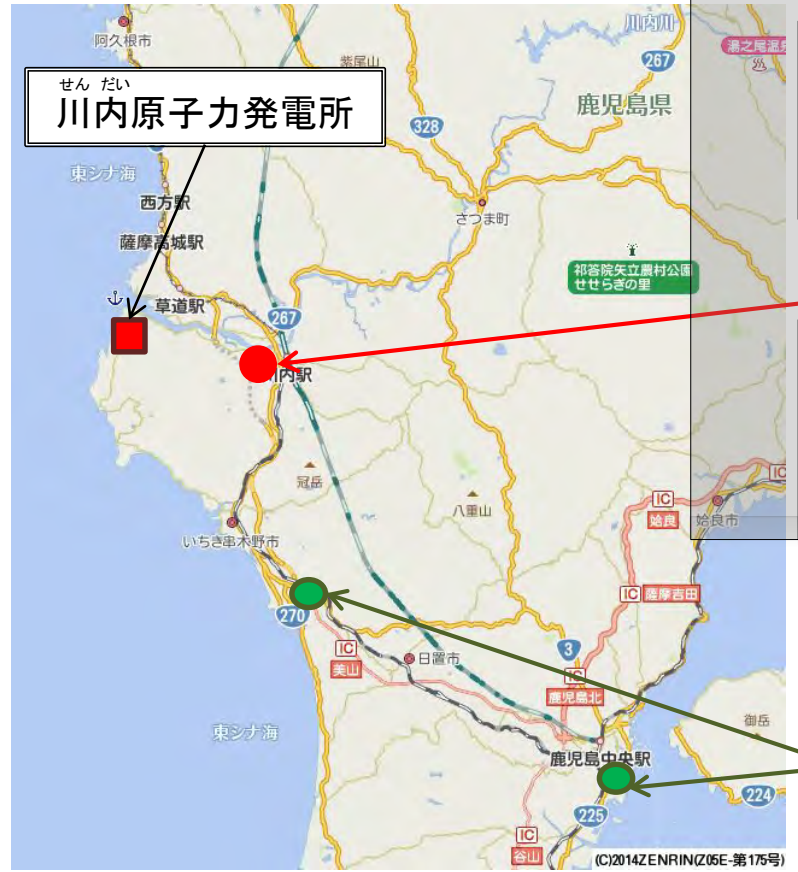 川内川
阿久根市
湯之尾温泉
紫尾山
267
せん だい
川内原子力発電所
鹿児島県
328
東シナ海
西方駅
さつま町
薩摩高城駅
祁答院矢立農村公園
せせらぎの里
草道駅
267
川内駅
冠岳
八重山
IC
IC
姶良
姶良市
いちき串木野市
IC 薩摩吉田
270
3
IC
美山
日置市
IC
鹿児島北
東シナ海
御岳
鹿児島中央駅
224
225
IC
谷山
(C)2014ZENRIN(Z05E-第175号)